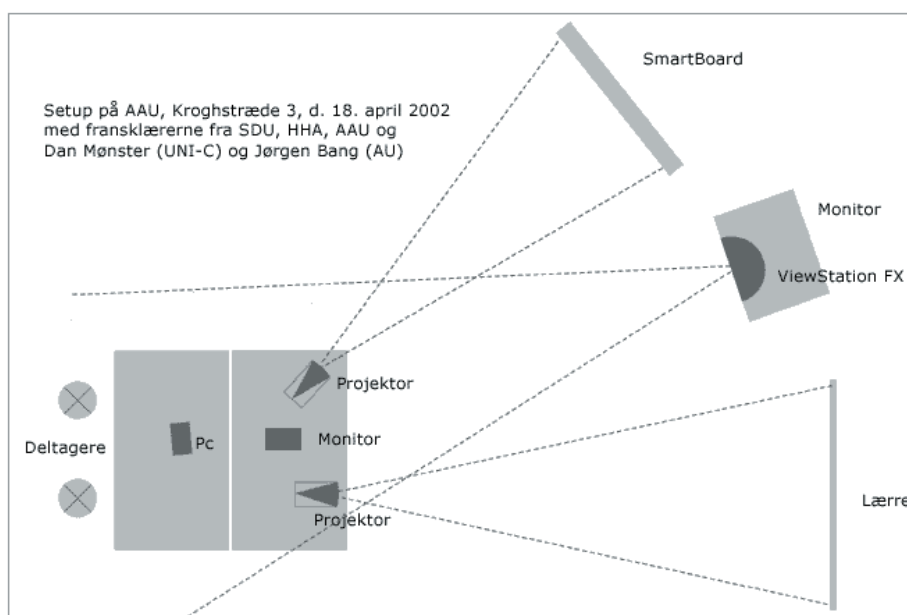 SmartBoard
Setup på AAU, Kroghstræde 3, d. 18. april 2002
med fransklærerne fra SDU, HHA, AAU og
Dan Mønster (UNI-C) og Jørgen Bang (AU)
Monitor
ViewStation FX
Projektor
Deltagere
Pc
Monitor
Projektor
Lærre